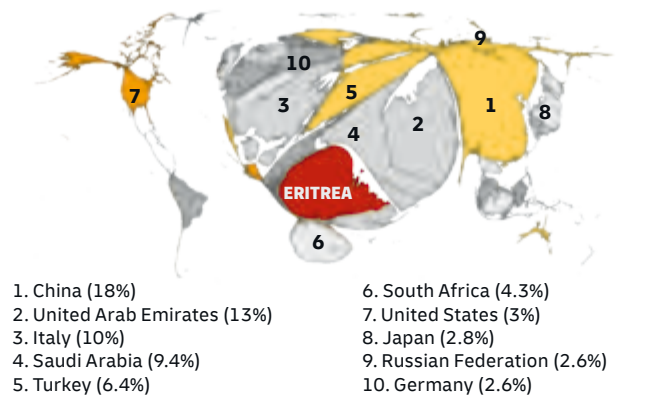 9
10
7
5
3
1
8
4
2
ERITREA
6
1. China (18%)
2. United Arab Emirates (13%)
3. Italy (10%)
4. Saudi Arabia (9.4%)
5. Turkey (6.4%)
6. South Africa (4.3%)
7. United States (3%)
8. Japan (2.8%)
9. Russian Federation (2.6%)
10. Germany (2.6%)